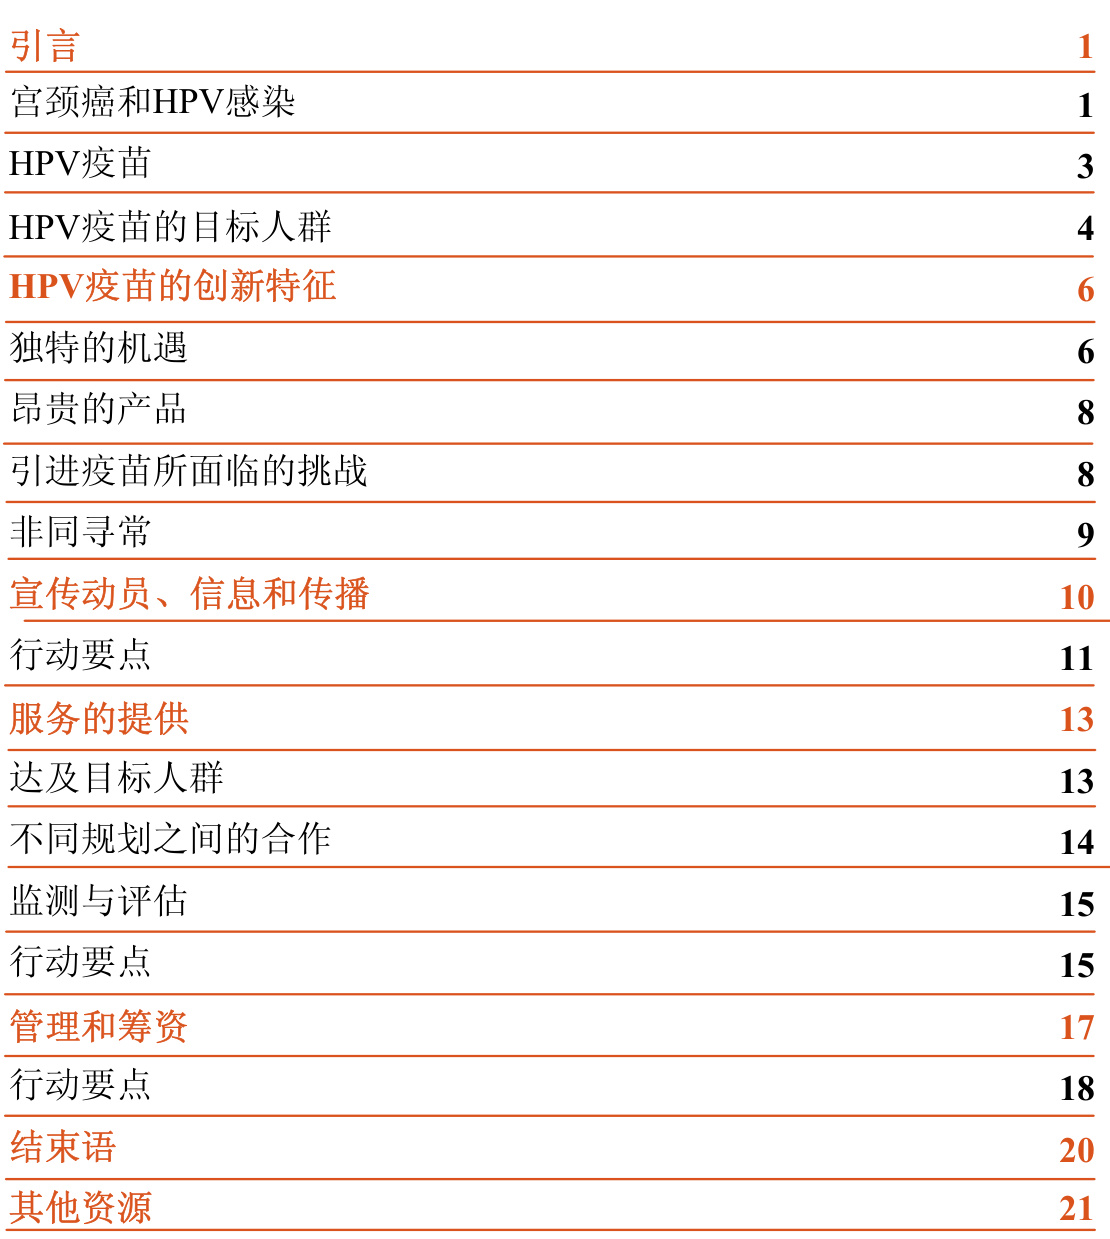 引言 1
宫颈癌和HPV感染 1
HPV疫苗 3
HPV疫苗的目标人群 4
HPV疫苗的创新特征 6
独特的机遇 6
昂贵的产品 8
引进疫苗所面临的挑战 8
非同寻常 9
宣传动员、信息和传播 10
行动要点 11
服务的提供 13
达及目标人群 13
不同规划之间的合作 14
监测与评估 15
行动要点 15
管理和筹资 17
行动要点 18
结束语 20
其他资源 21